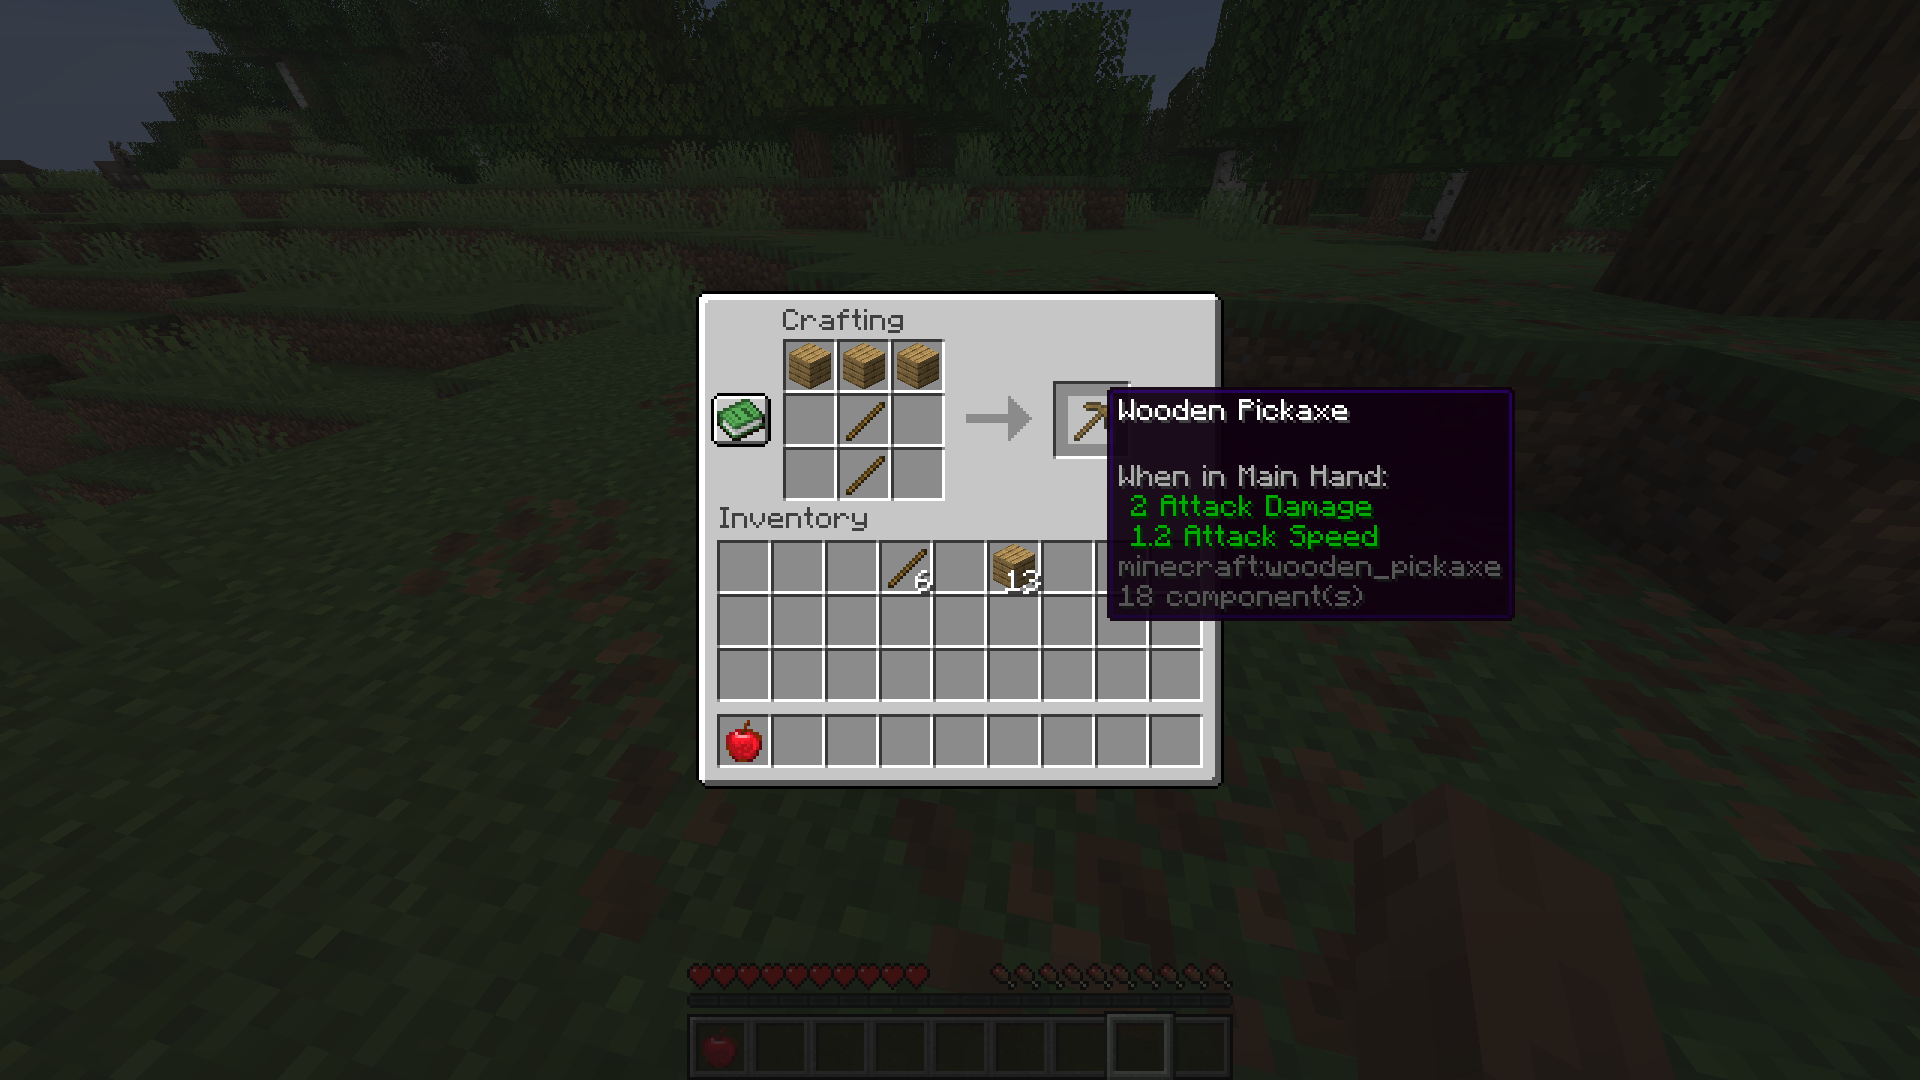 Crafting
Wooden Pickaxe
When in Main Hand:
2 Attack Damage
1.2 Attack Speed
minecraft:wooden_pickaxe
18 component(s)
Inventory
6
13